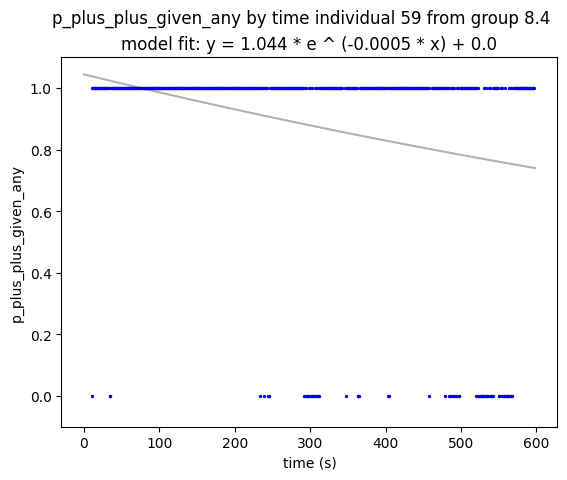 p_plus_plus_given_any by time individual 59 from group 8.4
model fit: y = 1.044 * e ^ (-0.0005 * x) + 0.0
p_plus_plus_given_any
1.0
0.8
0.6
0.4
0.2
0.0
0 100 200 300 400 500 600
time (s)